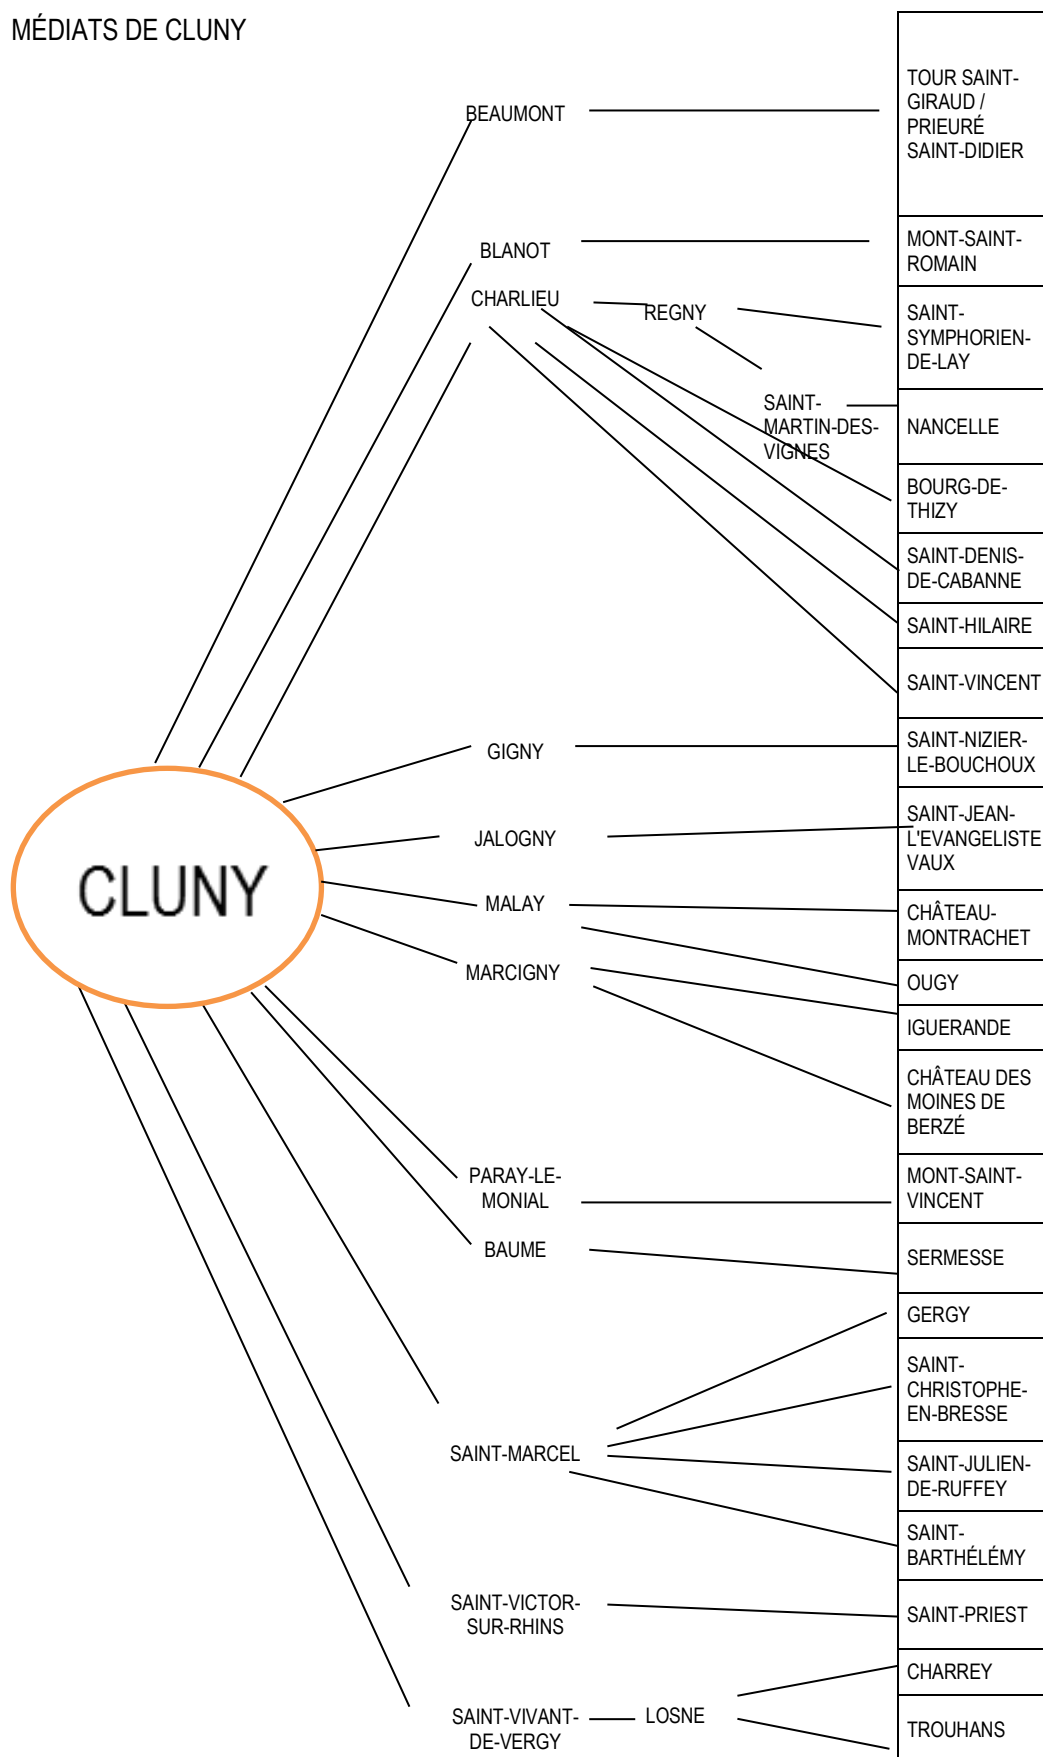 MÉDIATS DE CLUNY
BEAUMONT
TOUR SAINT-
GIRAUD /
PRIEURÉ
SAINT-DIDIER
BLANOT
MONT-SAINT-
ROMAIN
CHARLIEU
REGNY
SAINT-
SYMPHORIEN-
DE-LAY
SAINT-
MARTIN-DES-
VIGNES
NANCELLE
BOURG-DE-
THIZY
SAINT-DENIS-
DE-CABANNE
SAINT-HILAIRE
SAINT-VINCENT
GIGNY
SAINT-NIZIER-
LE-BOUCHOUX
JALOGNY
SAINT-JEAN-
L'EVANGELISTE
VAUX
CLUNY
MALAY
CHÂTEAU-
MONTRACHET
OUGY
MARCIGNY
IGUERANDE
CHÂTEAU DES
MOINES DE
BERZÉ
PARAY-LE-
MONIAL
MONT-SAINT-
VINCENT
BAUME
SERMESSE
GERGY
SAINT-
CHRISTOPHE-
EN-BRESSE
SAINT-MARCEL
SAINT-JULIEN-
DE-RUFFEY
SAINT-
BARTHÉLÉMY
SAINT-VICTOR-
SUR-RHINS
SAINT-PRIEST
CHARREY
SAINT-VIVANT-
DE-VERGY
LOSNE
TROUHANS